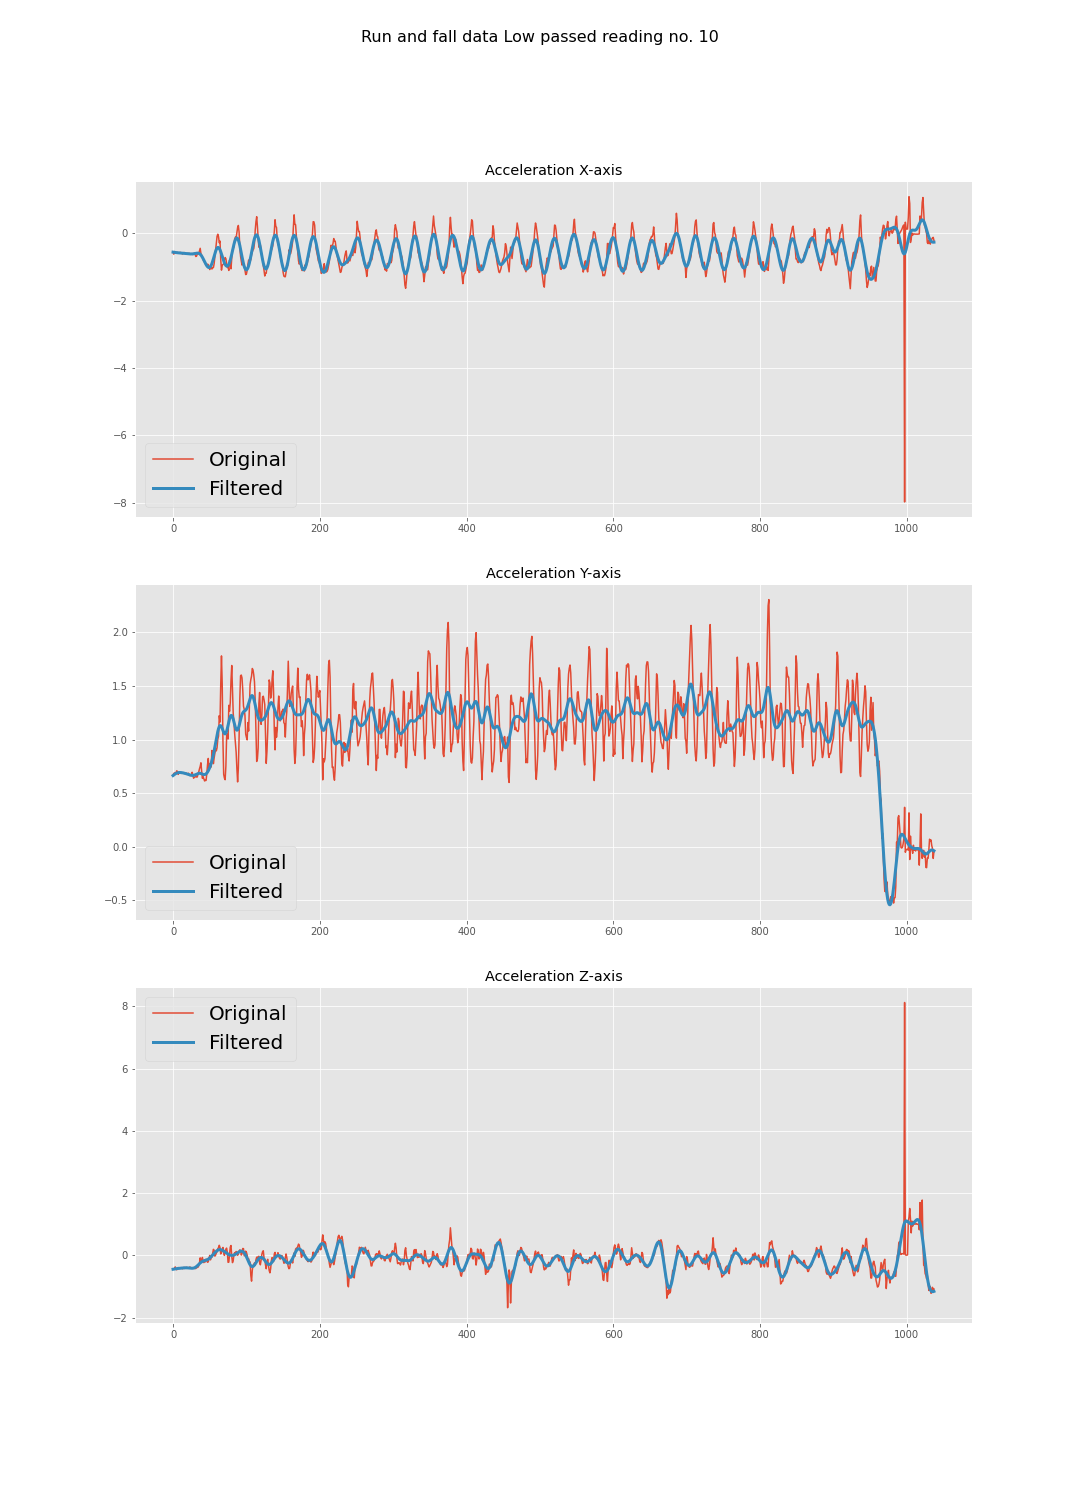 Run and fall data Low passed reading no. 10
Acceleration X-axis
0
−2
−4
−6
−8
Original
Filtered
0 200 400 600 800 1000
Acceleration Y-axis
2.0
1.5
1.0
0.5
0.0
−0.5
Original
Filtered
0 200 400 600 800 1000
Acceleration Z-axis
8
6
4
2
0
−2
Original
Filtered
0 200 400 600 800 1000